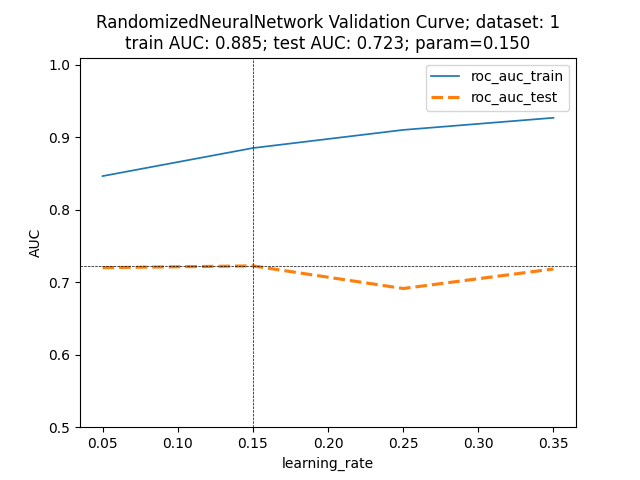 RandomizedNeuralNetwork Validation Curve; dataset: 1
train AUC: 0.885; test AUC: 0.723; param=0.150
roc_auc_train
roc_auc_test
AUC
1.0
0.9
0.8
0.7
0.6
0.5
0.05 0.10 0.15 0.20 0.25 0.30 0.35
learning_rate